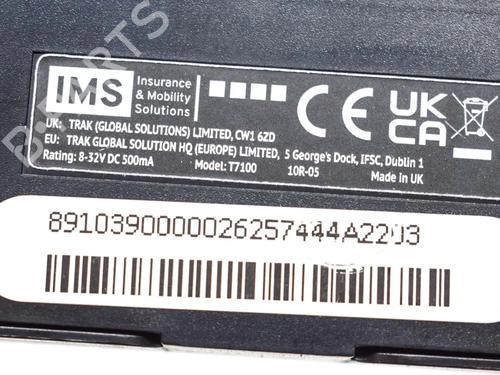 IMS
Insurance
& Mobility
Solutions
UK: TRAK (GLOBAL SOLUTIONS) LIMITED, CW1 6ZD
EU: TRAK GLOBAL SOLUTION HQ (EUROPE) LIMITED, 5 George's Dock, IFSC, Dublin 1
Rating: 8-32V DC 500mA Model: T7100 10R-05 Made in UK
CE
UK
CA
89103900000026257444A2203
B-PARTS